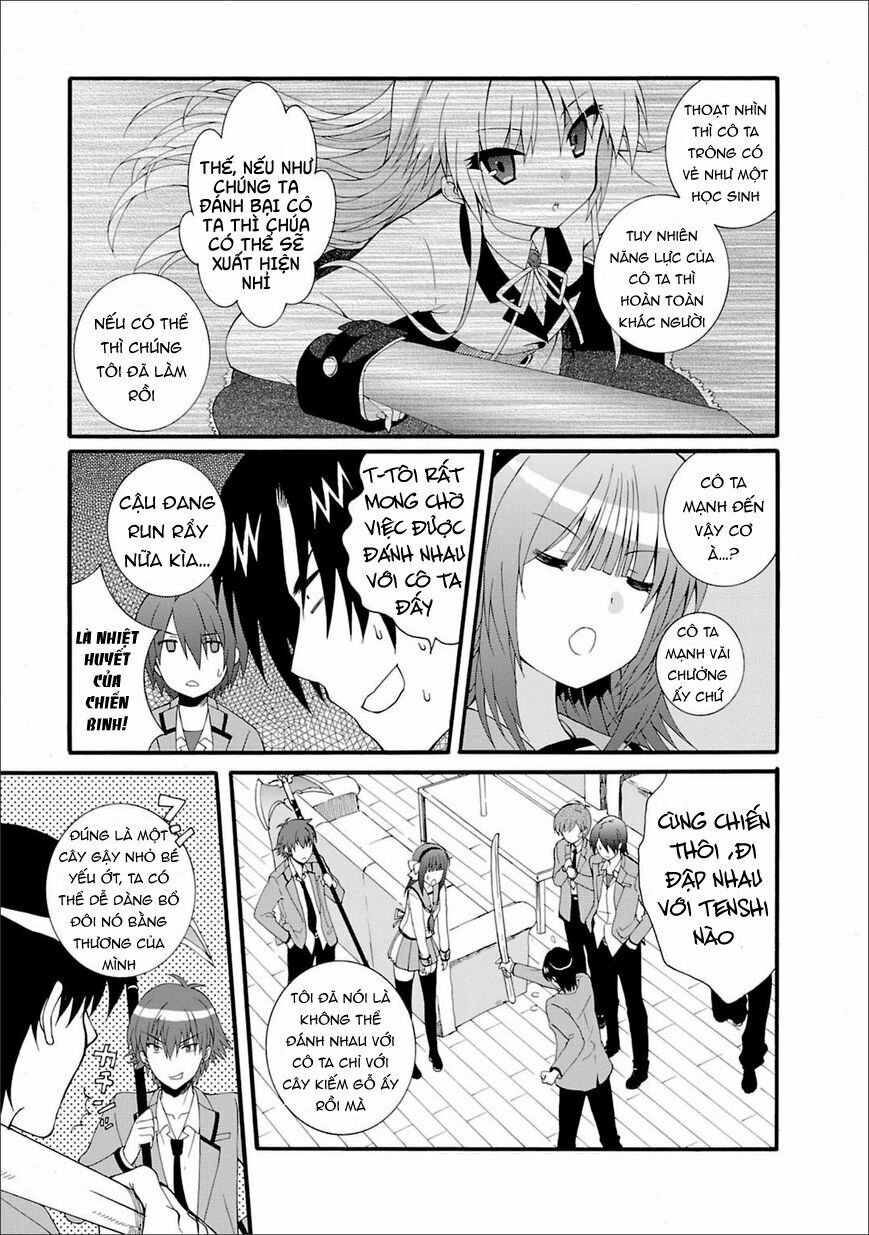 THOẠT NHÌN
THÌ CÔ TA
TRÔNG CÓ
VẺ NHƯ MỘT
HỌC SINH
TUY NHIÊN
NĂNG LỰC CỦA
CÔ TA THÌ
HOÀN TOÀN
KHÁC NGƯỜI
THẾ, NẾU NHƯ
CHÚNG TA
ĐÁNH BẠI CÔ
TA THÌ CHÚA
CÓ THỂ SẼ
XUẤT HIỆN
NHỈ
NẾU CÓ THỂ
THÌ CHÚNG
TÔI ĐÃ LÀM
RỒI
CÔ TA
MẠNH ĐẾN
VẬY CƠ
À...?
CÔ TA
MẠNH VÃI
CHƯỞNG
ẤY CHỨ
T-TÔI RẤT
MONG CHỜ
VIỆC ĐƯỢC
ĐÁNH NHAU
VỚI CÔ TA
ĐẤY
CẬU ĐANG
RUN RẨY
NỮA KÌA...
LÀ NHIỆT
HUYẾT
CỦA
CHIẾN
BINH!
CÙNG CHIẾN
THÔI ,ĐI
ĐẬP NHAU
VỚI TENSHI
NÀO
TÔI ĐÃ NÓI LÀ
KHÔNG THỂ
ĐÁNH NHAU VỚI
CÔ TA CHỈ VỚI
CÂY KIẾM GỖ ẤY
RỒI MÀ
フンッ
ĐÚNG LÀ MỘT
CÂY GẬY NHỎ BÉ
YẾU ỚT, TA CÓ
THỂ DỄ DÀNG BỔ
ĐÔI NÓ BẰNG
THƯƠNG CỦA
MÌNH
カチンッ